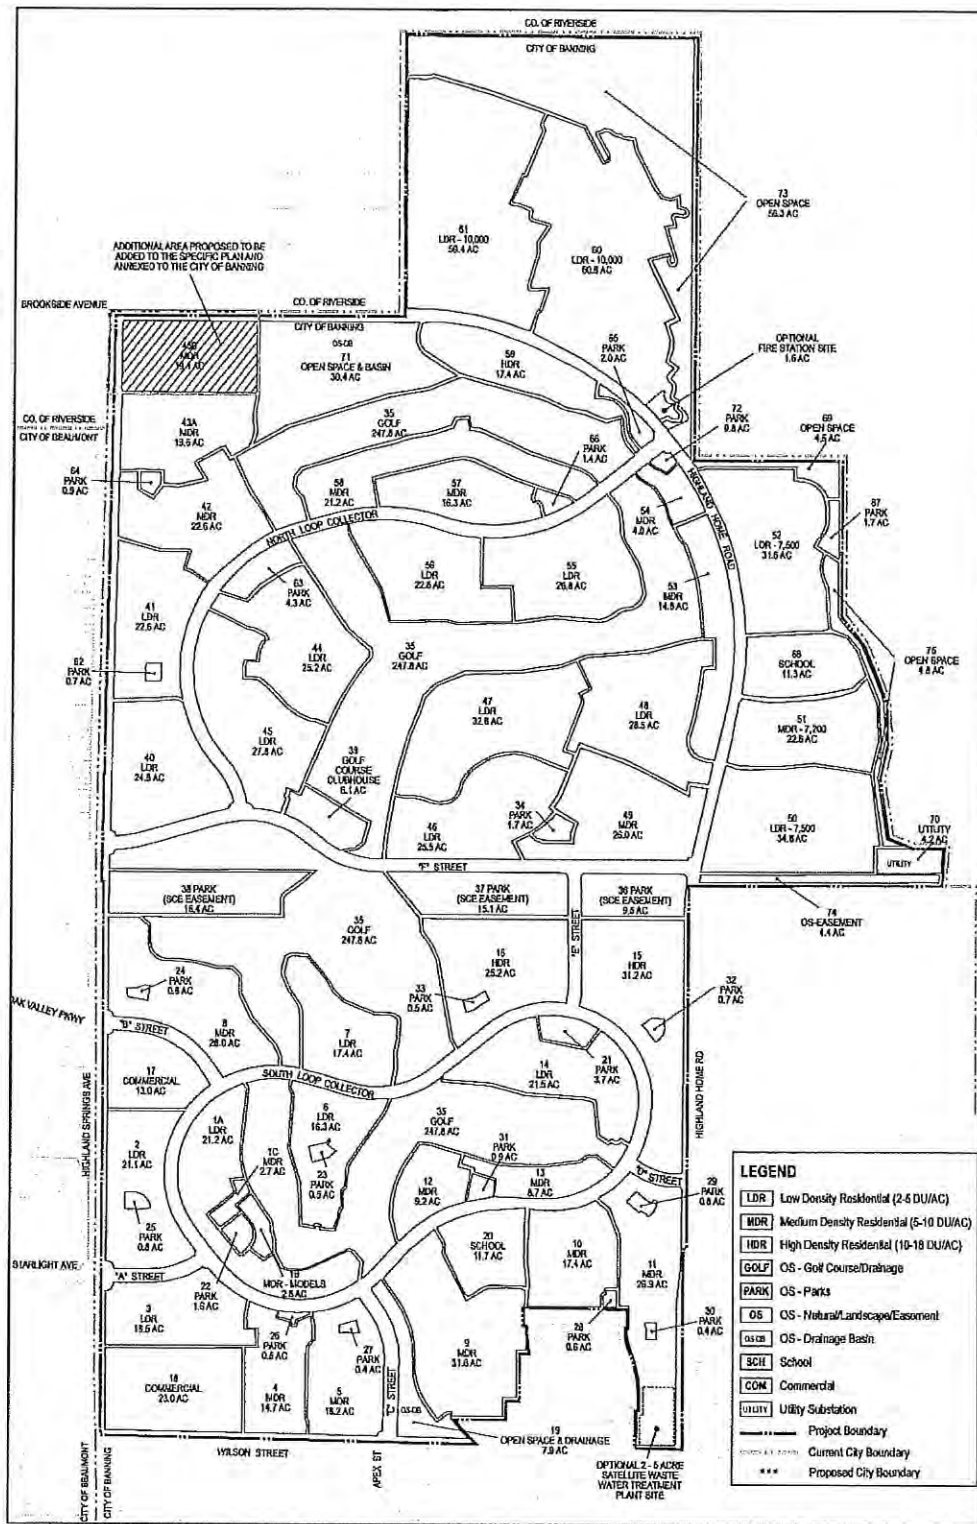 CO. OF RIVERSIDE
CITY OF BANNING
73
OPEN SPACE
56.3 AC
61
LDR - 10,000
56.4 AC
60
LDR - 10,000
60.8 AC
ADDITIONAL AREA PROPOSED TO BE
ADDED TO THE SPECIFIC PLAN AND
ANNEXED TO THE CITY OF BANNING
BROOKSIDE AVENUE
CO. OF RIVERSIDE
CITY OF BANNING
OS-DB
71
OPEN SPACE & BASIN
30.4 AC
MDR
59
HDR
17.4 AC
65
PARK
2.0 AC
OPTIONAL
FIRE STATION SITE
1.6 AC
72
PARK
0.8 AC
69
OPEN SPACE
4.5 AC
CO. OF RIVERSIDE
CITY OF BEAUMONT
43A
MDR
19.6 AC
35
GOLF
247.8 AC
66
PARK
1.4 AC
64
PARK
0.9 AC
58
MDR
21.2 AC
57
MDR
16.3 AC
HIGHLAND HOME ROAD
67
PARK
1.7 AC
42
MDR
22.6 AC
NORTH LOOP COLLECTOR
54
MDR
4.0 AC
52
LDR - 7,500
31.6 AC
56
LDR
22.6 AC
55
LDR
26.8 AC
63
PARK
4.3 AC
53
MDR
14.8 AC
41
LDR
22.6 AC
62
PARK
0.7 AC
44
LDR
25.2 AC
35
GOLF
247.8 AC
68
SCHOOL
11.3 AC
75
OPEN SPACE
4.8 AC
47
LDR
32.8 AC
48
LDR
28.5 AC
51
MDR - 7,200
22.6 AC
45
LDR
27.8 AC
39
GOLF
COURSE
CLUBHOUSE
6.1 AC
40
LDR
24.8 AC
34
PARK
1.7 AC
49
MDR
26.0 AC
50
LDR - 7,500
34.8 AC
70
UTILITY
4.2 AC
46
LDR
25.5 AC
UTILITY
"F" STREET
38 PARK
(SCE EASEMENT)
16.4 AC
37 PARK
(SCE EASEMENT)
15.1 AC
36 PARK
(SCE EASEMENT)
9.5 AC
74
OS-EASEMENT
4.4 AC
35
GOLF
247.8 AC
"E" STREET
24
PARK
0.6 AC
16
HDR
25.2 AC
15
HDR
31.2 AC
33
PARK
0.5 AC
32
PARK
0.7 AC
OAK VALLEY PKWY
"B" STREET
8
MDR
26.0 AC
7
LDR
17.4 AC
21
PARK
3.7 AC
17
COMMERCIAL
13.0 AC
SOUTH LOOP COLLECTOR
14
LDR
21.5 AC
HIGHLAND SPRINGS AVE
HIGHLAND HOME RD
1A
LDR
21.2 AC
6
LDR
16.3 AC
35
GOLF
247.8 AC
2
LDR
21.1 AC
1C
MDR
2.7 AC
31
PARK
0.9 AC
23
PARK
0.5 AC
12
MDR
9.2 AC
13
MDR
8.7 AC
"D" STREET
29
PARK
0.8 AC
25
PARK
0.8 AC
20
SCHOOL
11.7 AC
10
MDR
17.4 AC
11
MDR
26.9 AC
STARLIGHT AVE
"A" STREET
22
PARK
1.6 AC
1B
MDR - MODELS
2.8 AC
3
LDR
18.6 AC
26
PARK
0.6 AC
27
PARK
0.4 AC
28
PARK
0.6 AC
30
PARK
0.4 AC
9
MDR
31.6 AC
18
COMMERCIAL
23.0 AC
4
MDR
14.7 AC
5
MDR
18.2 AC
"C" STREET
OS-DB
19
OPEN SPACE & DRAINAGE
7.9 AC
WILSON STREET
APEX ST
CITY OF BEAUMONT
CITY OF BANNING
OPTIONAL 2 - 5 ACRE
SATELLITE WASTE
WATER TREATMENT
PLANT SITE
LEGEND
LDR Low Density Residential (2-5 DU/AC)
MDR Medium Density Residential (5-10 DU/AC)
HDR High Density Residential (10-18 DU/AC)
GOLF OS - Golf Course/Drainage
PARK OS - Parks
OS OS - Natural/Landscape/Easement
OS-DB OS - Drainage Basin
SCH School
COM Commercial
UTILITY Utility Substation
Project Boundary
Current City Boundary
Proposed City Boundary